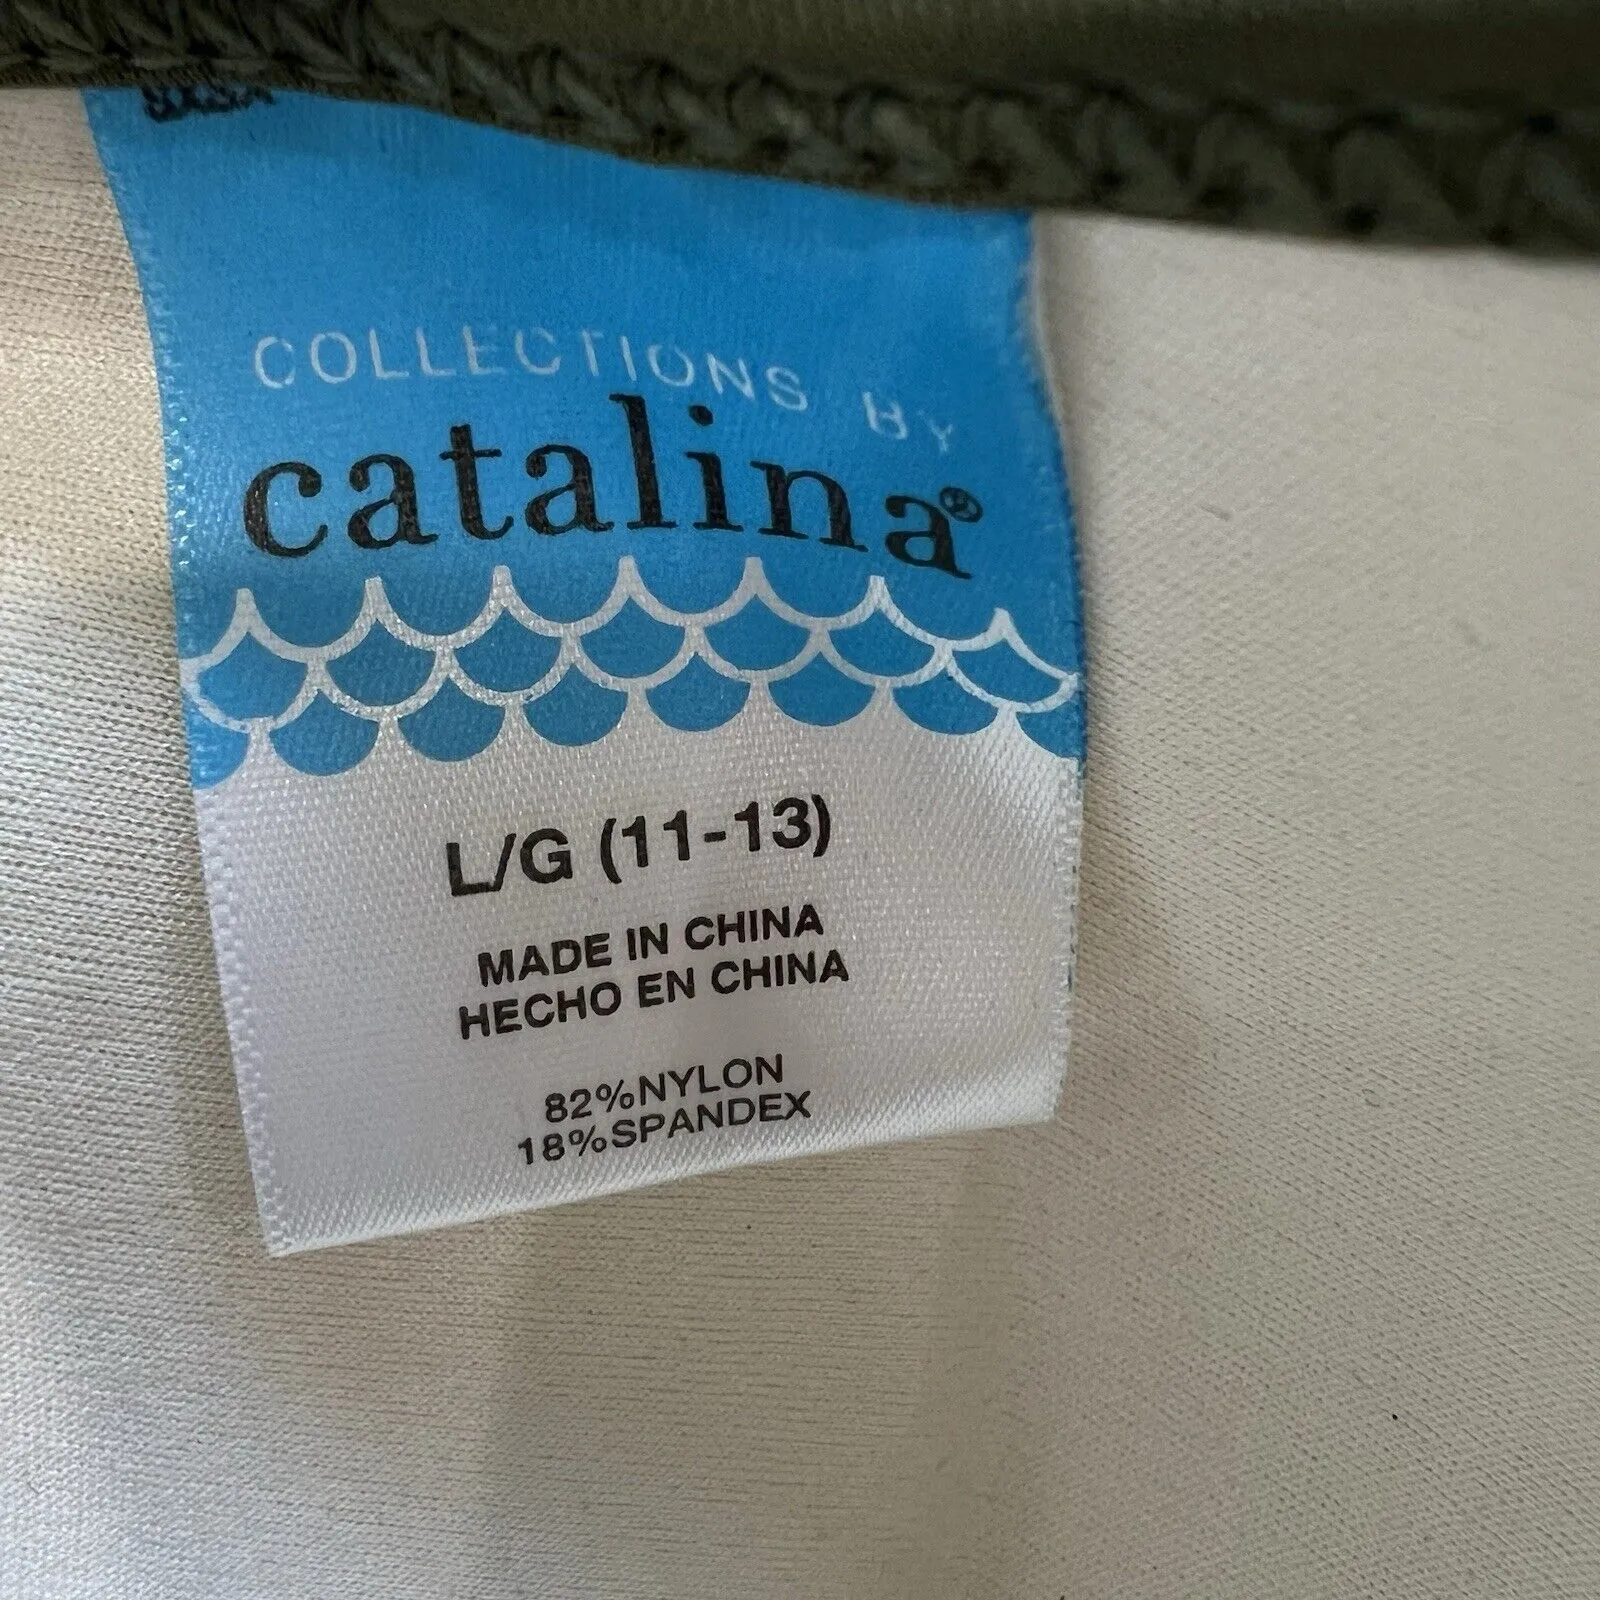 COLLECTIONS BY
catalina®
L/G (11-13)
MADE IN CHINA
HECHO EN CHINA
82%NYLON
18%SPANDEX